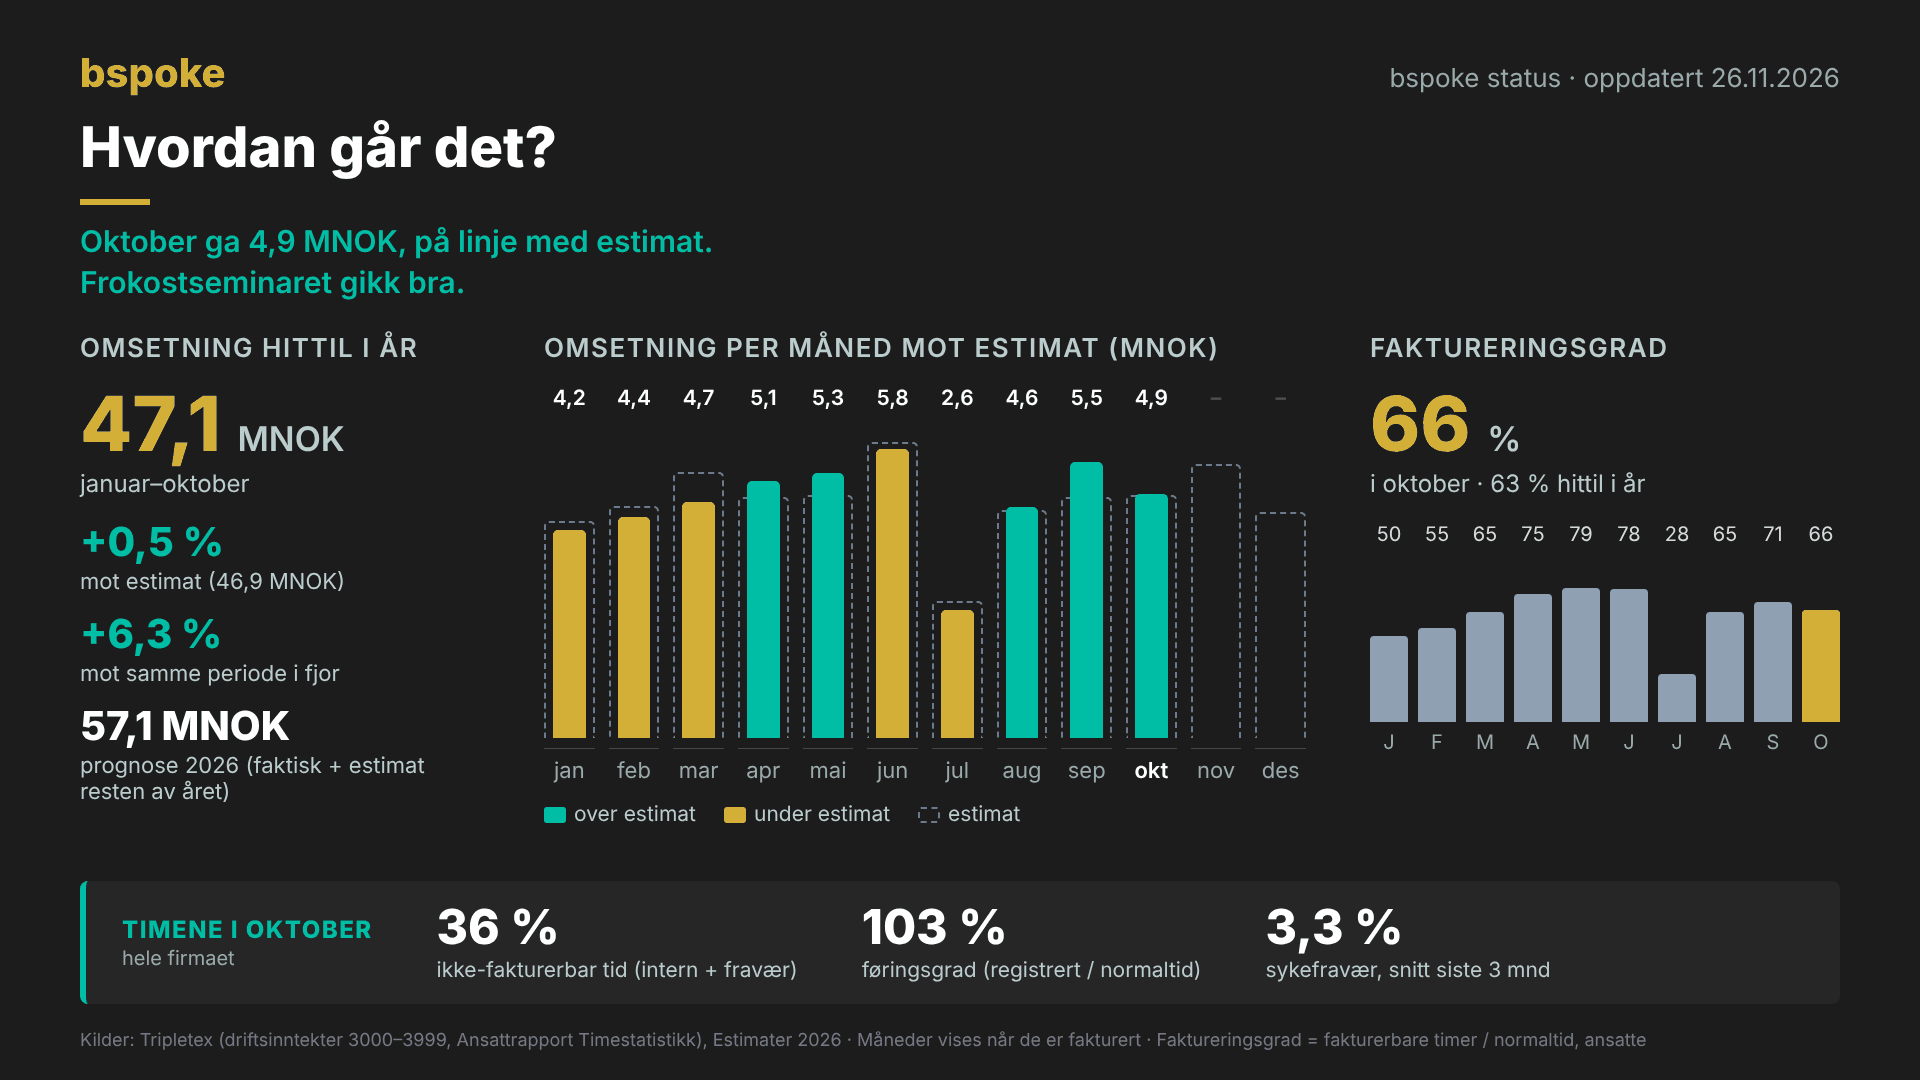 bspoke
bspoke status · oppdatert 26.11.2026
Hvordan går det?
Oktober ga 4,9 MNOK, på linje med estimat.
Frokostseminaret gikk bra.
OMSETNING HITTIL I ÅR
47,1 MNOK
januar–oktober
+0,5 %
mot estimat (46,9 MNOK)
+6,3 %
mot samme periode i fjor
57,1 MNOK
prognose 2026 (faktisk + estimat
resten av året)
OMSETNING PER MÅNED MOT ESTIMAT (MNOK)
4,2 4,4 4,7 5,1 5,3 5,8 2,6 4,6 5,5 4,9 – –
jan feb mar apr mai jun jul aug sep okt nov des
over estimat under estimat estimat
FAKTURERINGSGRAD
66 %
i oktober · 63 % hittil i år
50 55 65 75 79 78 28 65 71 66
J F M A M J J A S O
TIMENE I OKTOBER
hele firmaet
36 %
ikke-fakturerbar tid (intern + fravær)
103 %
føringsgrad (registrert / normaltid)
3,3 %
sykefravær, snitt siste 3 mnd
Kilder: Tripletex (driftsinntekter 3000–3999, Ansattrapport Timestatistikk), Estimater 2026 · Måneder vises når de er fakturert · Faktureringsgrad = fakturerbare timer / normaltid, ansatte